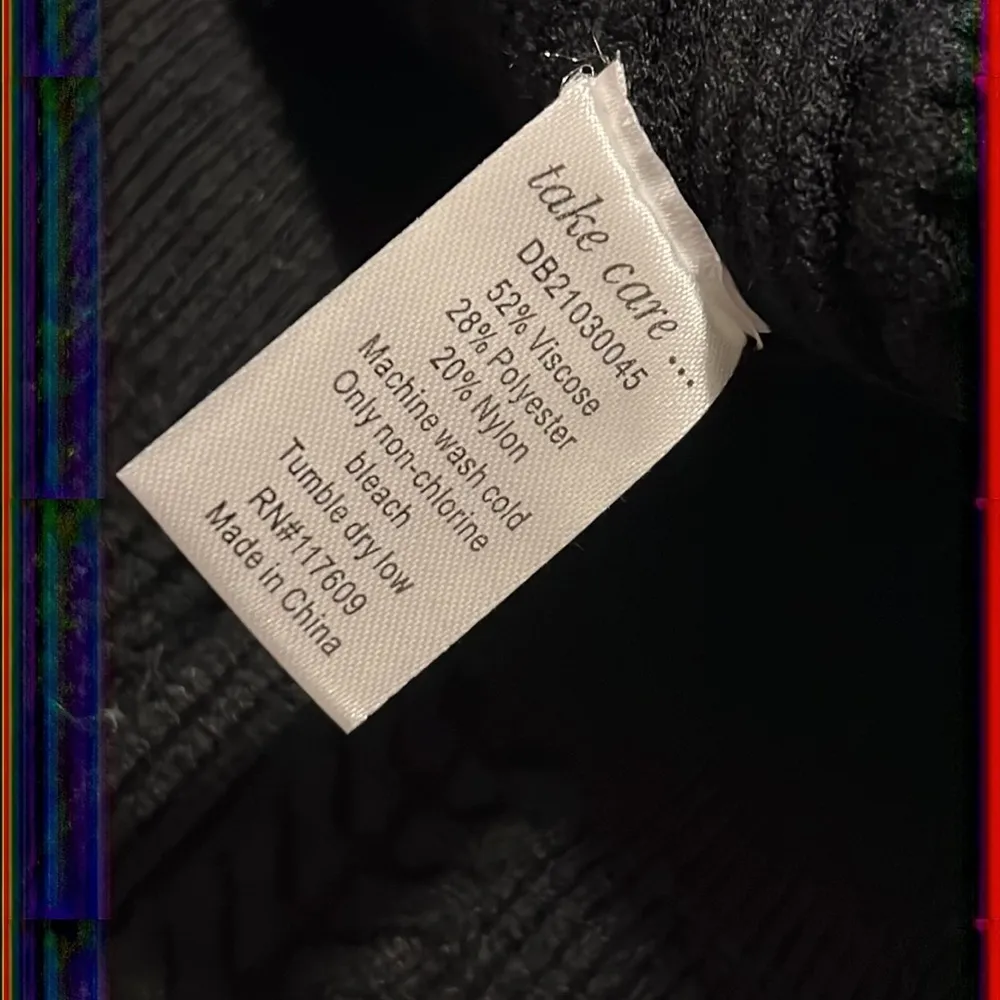 take care ...
DB21030045
52% Viscose
28% Polyester
20% Nylon
Machine wash cold
Only non-chlorine
bleach
Tumble dry low
RN#117609
Made in China